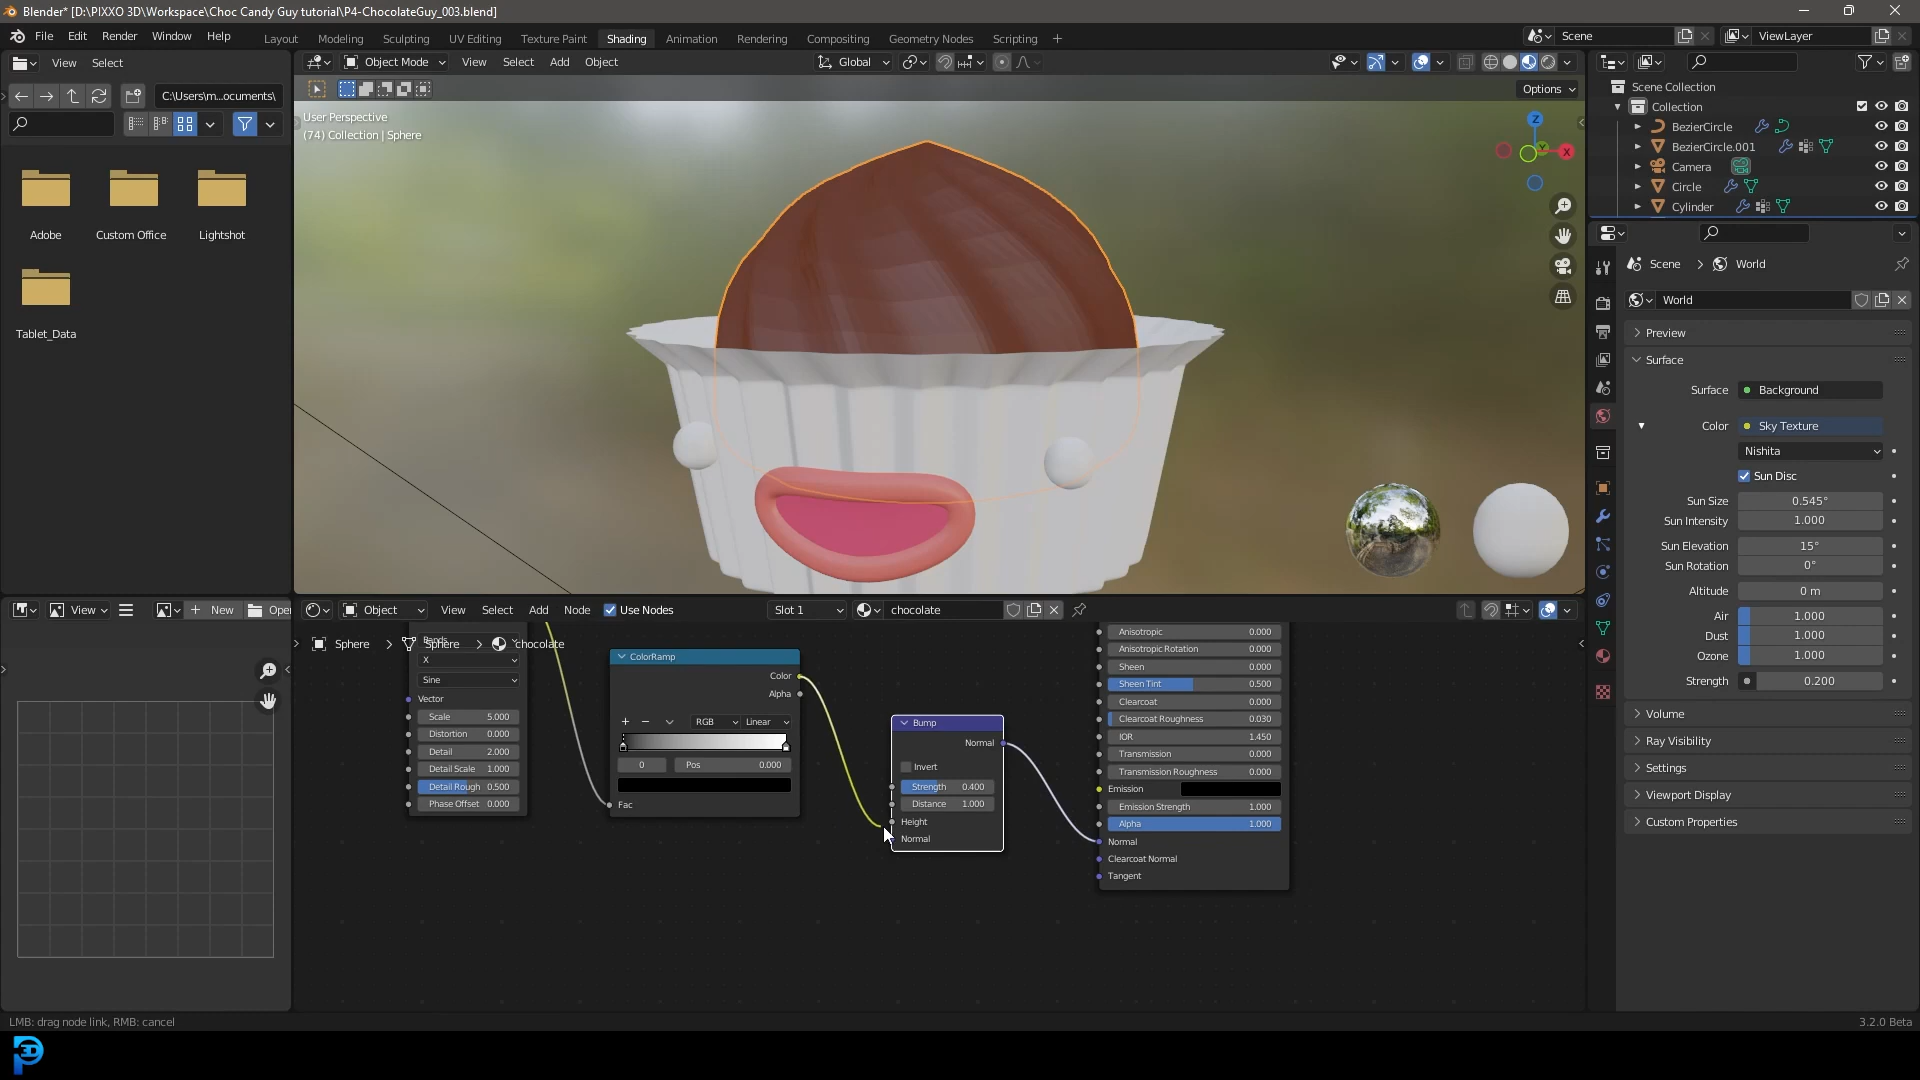 Blender* [D:\PIXXO 3D\Workspace\Choc Candy Guy tutorial\P4-ChocolateGuy_003.blend]
File Edit Render Window Help
Layout Modeling Sculpting UV Editing Texture Paint Shading Animation Rendering Compositing Geometry Nodes Scripting +
Scene
ViewLayer
View Select
C:\Users\m...ocuments\
Adobe
Custom Office
Lightshot
Tablet_Data
Object Mode View Select Add Object
Global
Options
User Perspective
(74) Collection | Sphere
Z
Y
X
Scene Collection
Collection
BezierCircle
BezierCircle.001
Camera
Circle
Cylinder
Scene > World
World
Preview
Surface
Surface Background
Color Sky Texture
Nishita
Sun Disc
Sun Size 0.545°
Sun Intensity 1.000
Sun Elevation 15°
Sun Rotation 0°
Altitude 0 m
Air 1.000
Dust 1.000
Ozone 1.000
Strength 0.200
Volume
Ray Visibility
Settings
Viewport Display
Custom Properties
View
New
Open
Object View Select Add Node Use Nodes
Slot 1
chocolate
Sphere > Sphere > chocolate
Bands
X
Sine
Vector
Scale 5.000
Distortion 0.000
Detail 2.000
Detail Scale 1.000
Detail Rough 0.500
Phase Offset 0.000
ColorRamp
Color
Alpha
RGB Linear
0 Pos 0.000
Fac
Bump
Normal
Invert
Strength 0.400
Distance 1.000
Height
Normal
Anisotropic 0.000
Anisotropic Rotation 0.000
Sheen 0.000
Sheen Tint 0.500
Clearcoat 0.000
Clearcoat Roughness 0.030
IOR 1.450
Transmission 0.000
Transmission Roughness 0.000
Emission
Emission Strength 1.000
Alpha 1.000
Normal
Clearcoat Normal
Tangent
LMB: drag node link, RMB: cancel
3.2.0 Beta